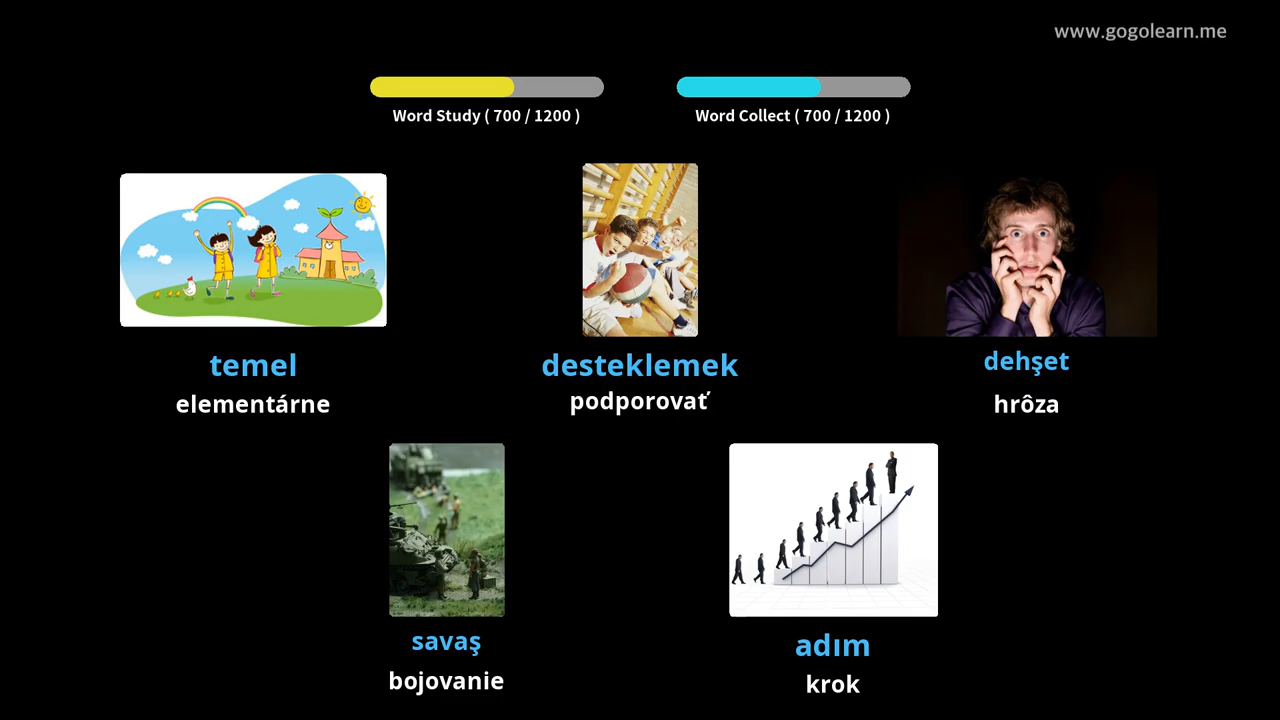 www.gogolearn.me
Word Study ( 700 / 1200 )
Word Collect ( 700 / 1200 )
temel
elementárne
desteklemek
podporovať
dehşet
hrôza
savaş
bojovanie
adım
krok